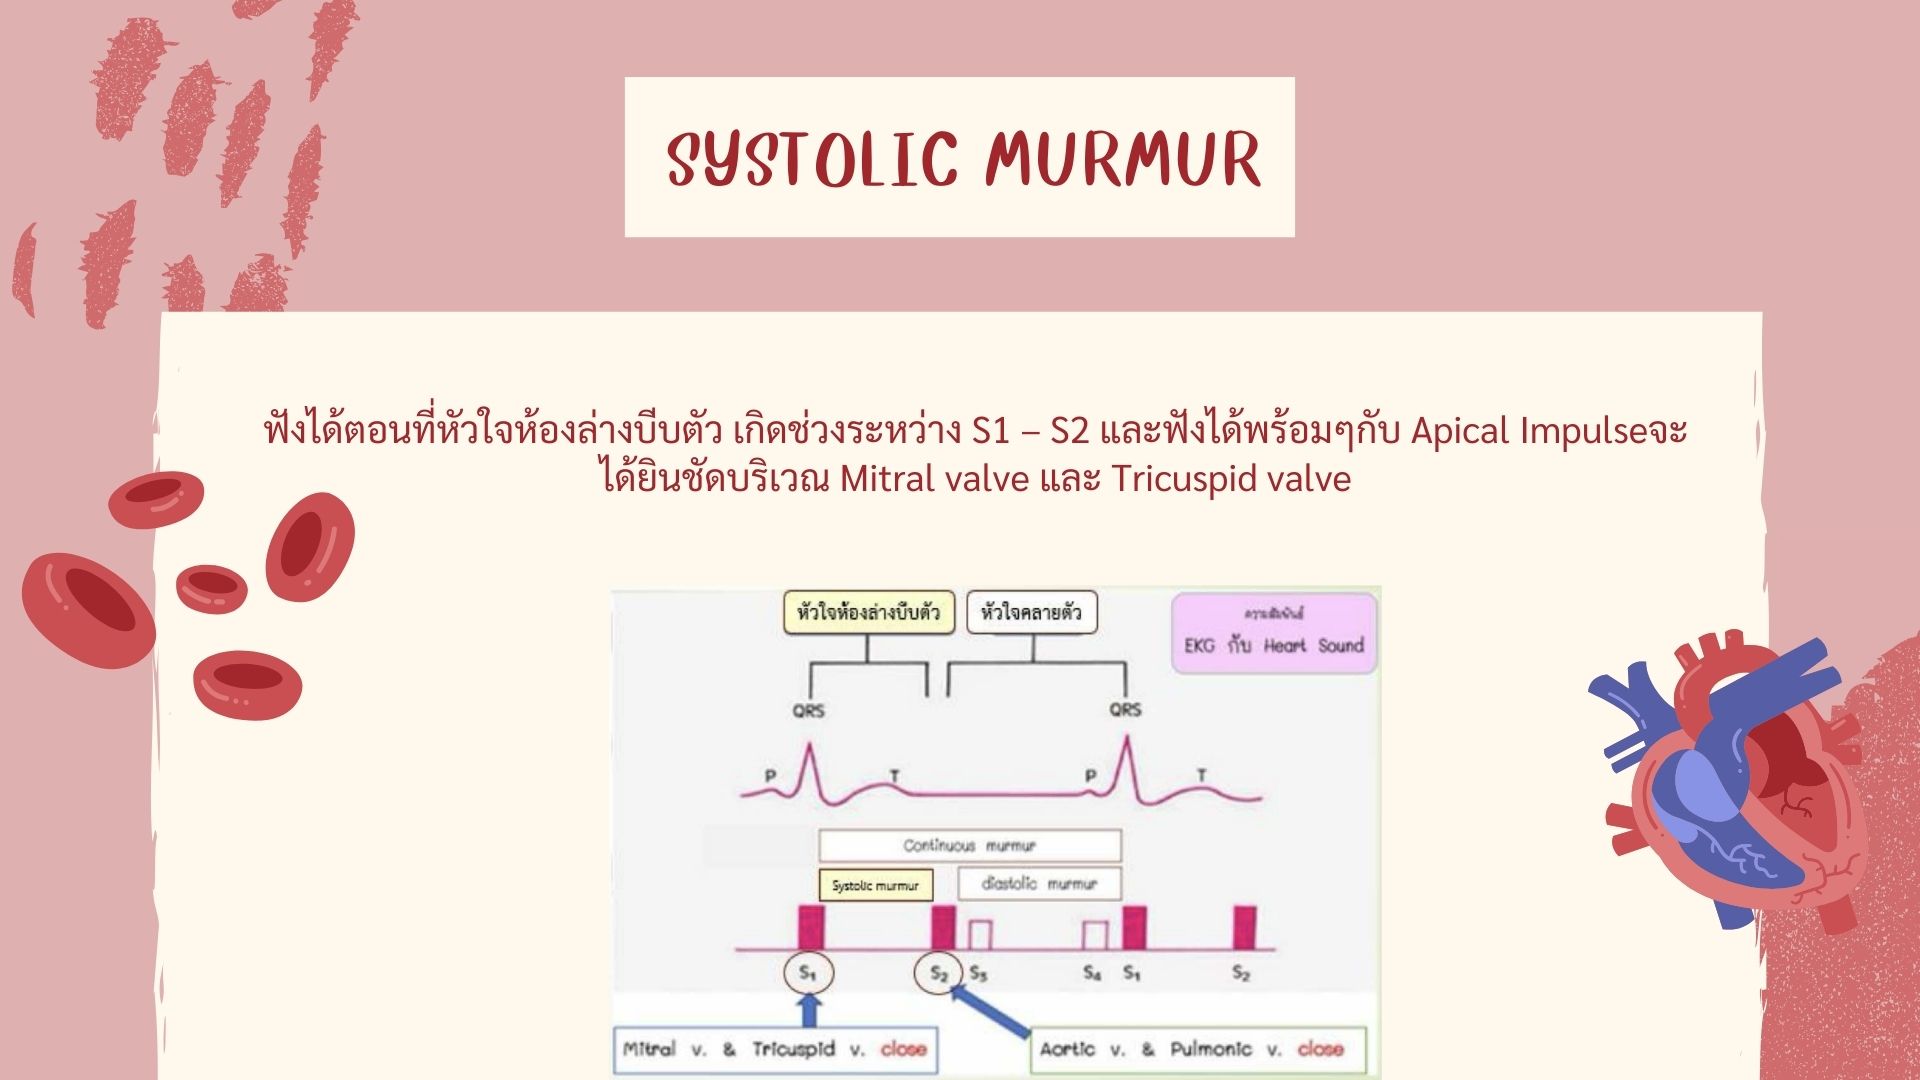 SYSTOLIC MURMUR
ฟังได้ตอนที่หัวใจห้องล่างบีบตัว เกิดช่วงระหว่าง S1 – S2 และฟังได้พร้อมๆกับ Apical Impulseจะ
ได้ยินชัดบริเวณ Mitral valve และ Tricuspid valve
หัวใจห้องล่างบีบตัว หัวใจคลายตัว
ความสัมพันธ์
EKG กับ Heart Sound
QRS QRS
P T P T
Continuous murmur
Systolic murmur diastolic murmur
S₁ S₂ S₃ S₄ S₁ S₂
Mitral v. & Tricuspid v. close Aortic v. & Pulmonic v. close